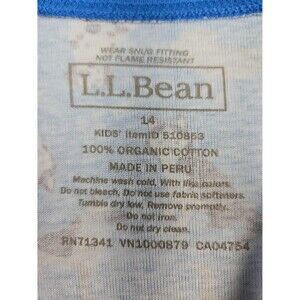 WEAR SNUG FITTING
NOT FLAME RESISTANT
L.L.Bean
14
KIDS' ItemID 510853
100% ORGANIC COTTON
MADE IN PERU
Machine wash cold, With like colors.
Do not bleach, Do not use fabric softeners.
Tumble dry low, Remove promptly.
Do not iron.
Do not dry clean.
RN71341 VN1000879 CA04754